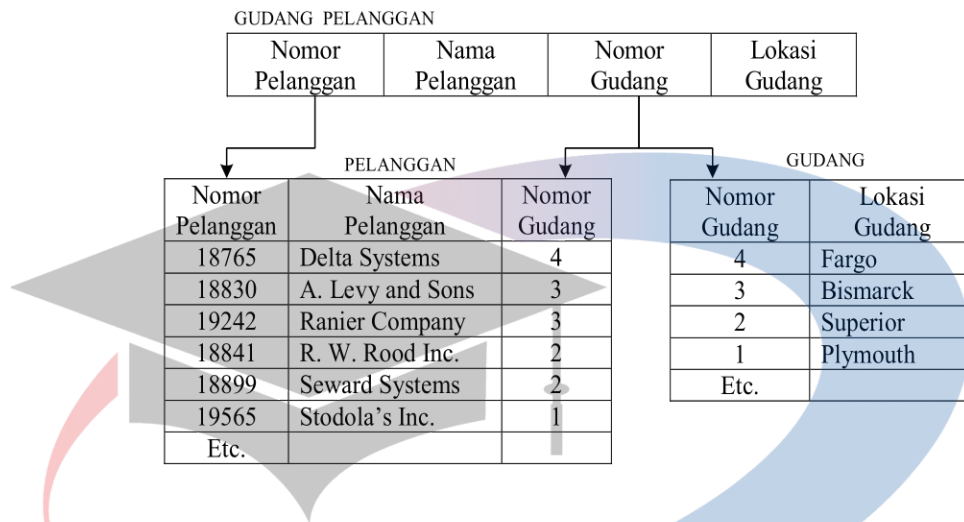 GUDANG PELANGGAN
Nomor Pelanggan Nama Pelanggan Nomor Gudang Lokasi Gudang
PELANGGAN
Nomor Pelanggan Nama Pelanggan Nomor Gudang
18765 Delta Systems 4
18830 A. Levy and Sons 3
19242 Ranier Company 3
18841 R. W. Rood Inc. 2
18899 Seward Systems 2
19565 Stodola's Inc. 1
Etc.
GUDANG
Nomor Gudang Lokasi Gudang
4 Fargo
3 Bismarck
2 Superior
1 Plymouth
Etc.